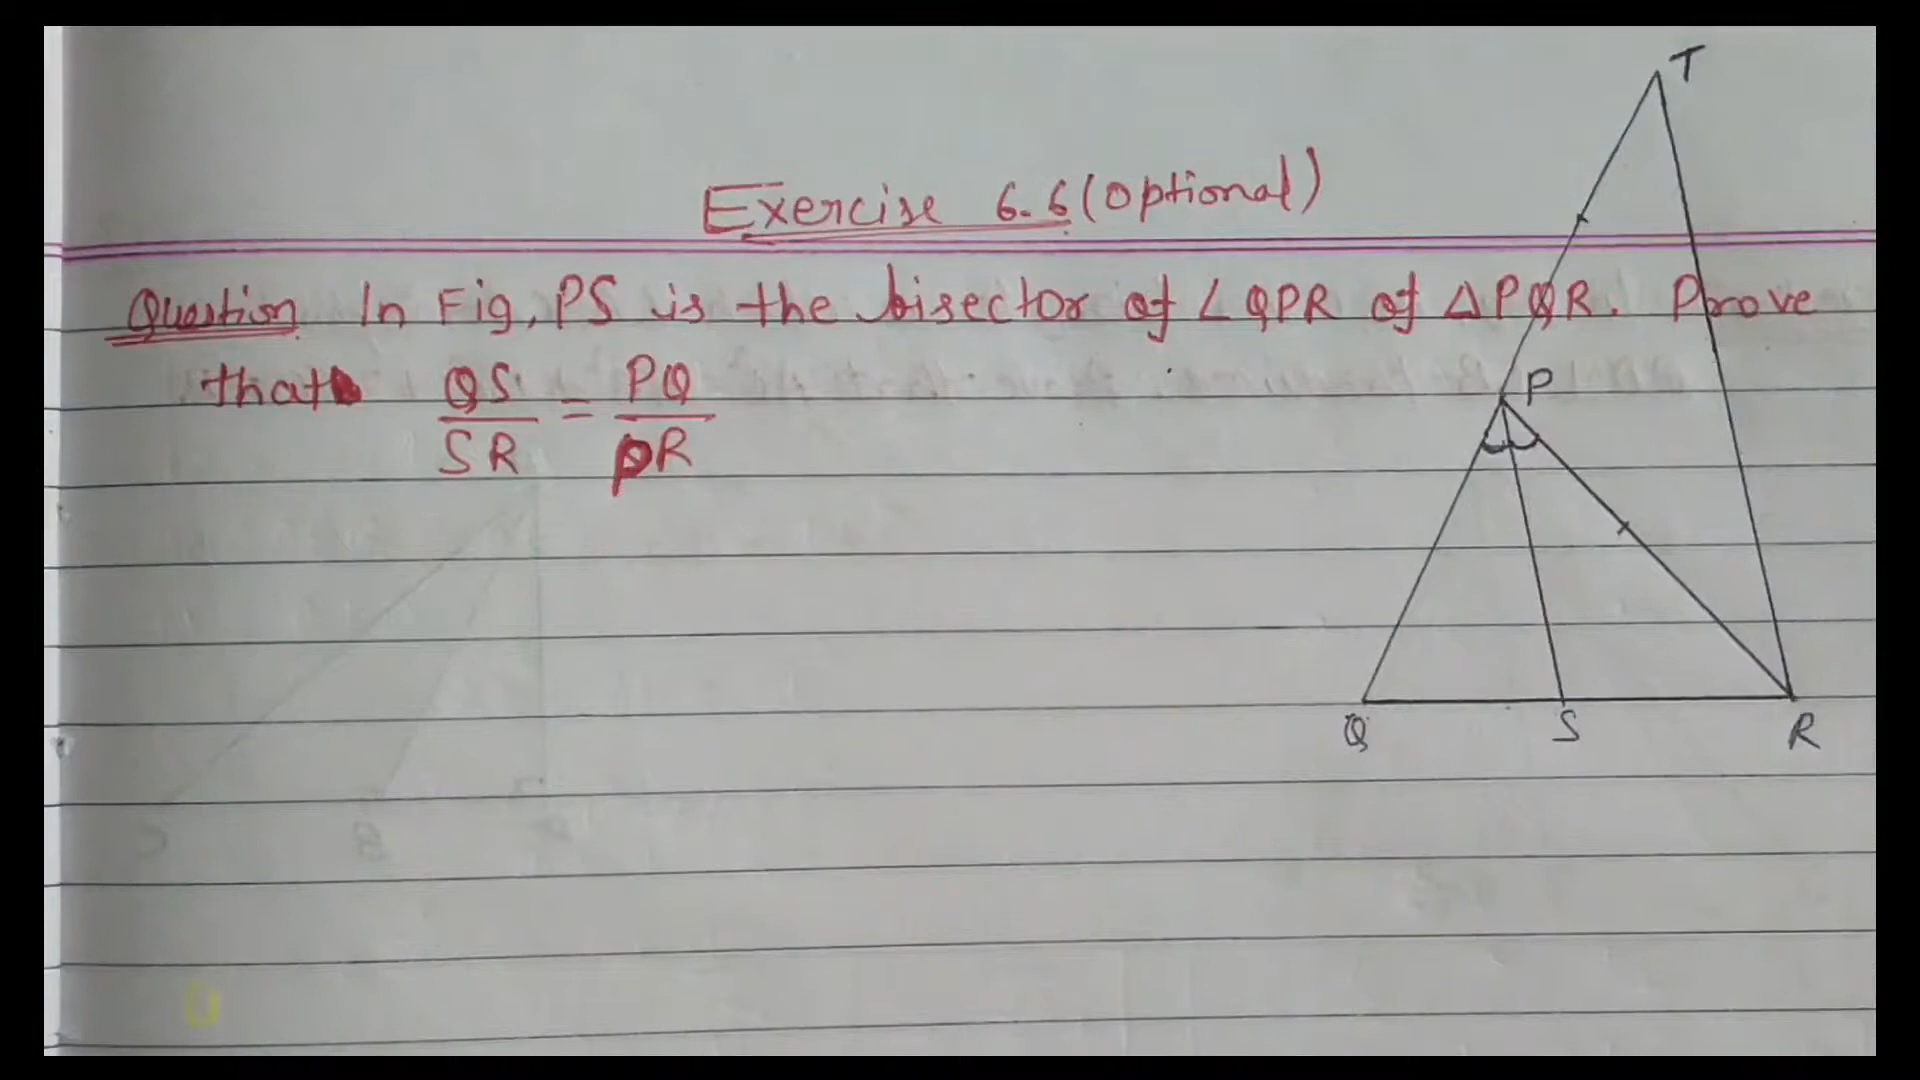 Exercise 6.6 (Optional)
Question In Fig, PS is the bisector of ∠QPR of △PQR. Prove
that QS/SR = PQ/PR
T
P
Q S R